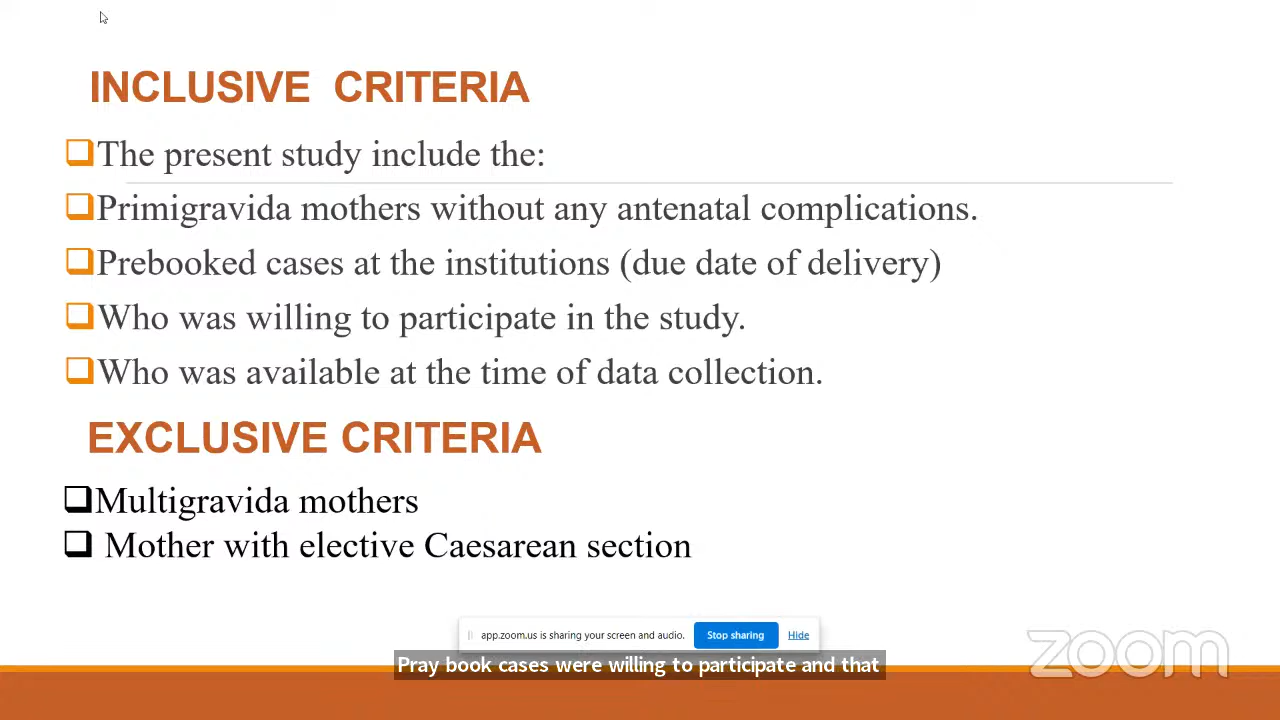 INCLUSIVE CRITERIA
The present study include the:
Primigravida mothers without any antenatal complications.
Prebooked cases at the institutions (due date of delivery)
Who was willing to participate in the study.
Who was available at the time of data collection.
EXCLUSIVE CRITERIA
Multigravida mothers
Mother with elective Caesarean section
app.zoom.us is sharing your screen and audio. Stop sharing Hide
Pray book cases were willing to participate and that
zoom